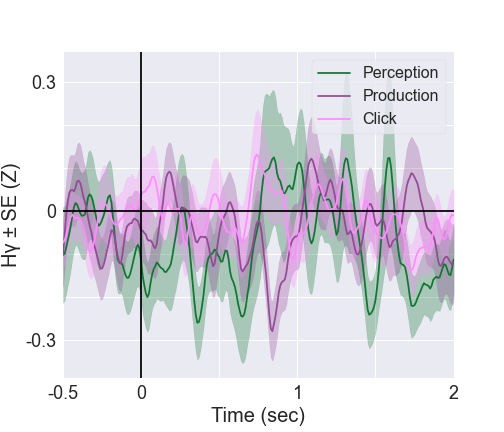 Perception
Production
Click
Hγ ± SE (Z)
0.3
0
-0.3
-0.5 0 1 2
Time (sec)